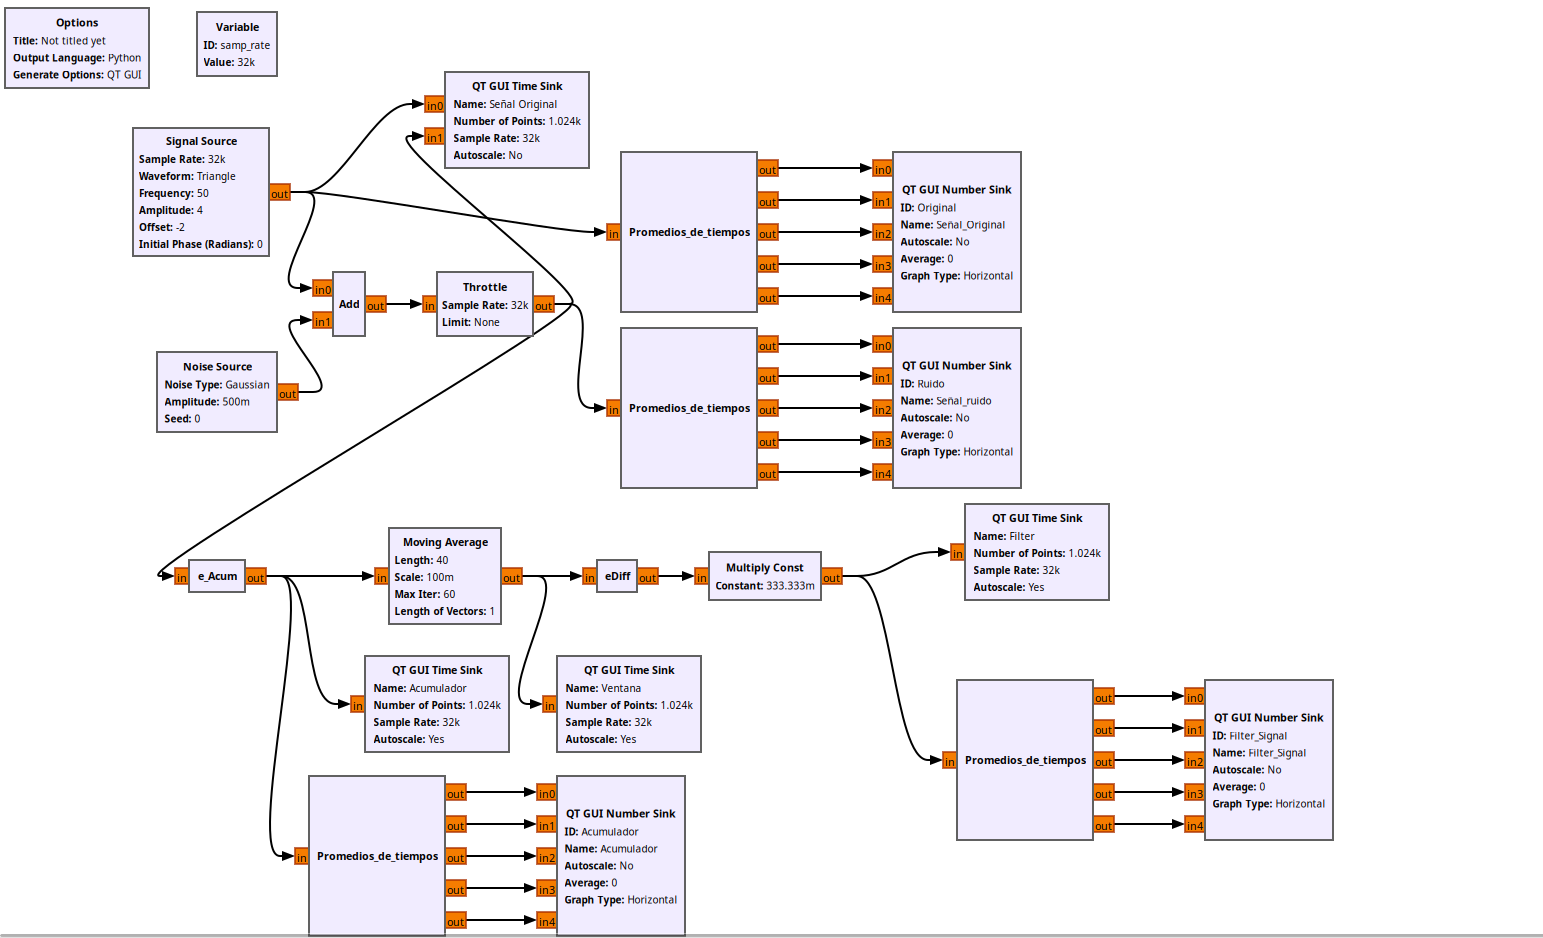 Options
Title: Not titled yet
Output Language: Python
Generate Options: QT GUI
Variable
ID: samp_rate
Value: 32k
QT GUI Time Sink
Name: Señal Original
Number of Points: 1.024k
Sample Rate: 32k
Autoscale: No
in0
in1
Signal Source
Sample Rate: 32k
Waveform: Triangle
Frequency: 50
Amplitude: 4
Offset: -2
Initial Phase (Radians): 0
out
in
Promedios_de_tiempos
out
out
out
out
out
in0
in1
in2
in3
in4
QT GUI Number Sink
ID: Original
Name: Señal_Original
Autoscale: No
Average: 0
Graph Type: Horizontal
in0
in1
Add
out
in
Throttle
Sample Rate: 32k
Limit: None
out
Noise Source
Noise Type: Gaussian
Amplitude: 500m
Seed: 0
out
in
Promedios_de_tiempos
out
out
out
out
out
in0
in1
in2
in3
in4
QT GUI Number Sink
ID: Ruido
Name: Señal_ruido
Autoscale: No
Average: 0
Graph Type: Horizontal
in
e_Acum
out
in
Moving Average
Length: 40
Scale: 100m
Max Iter: 60
Length of Vectors: 1
out
in
eDiff
out
in
Multiply Const
Constant: 333.333m
out
in
QT GUI Time Sink
Name: Filter
Number of Points: 1.024k
Sample Rate: 32k
Autoscale: Yes
in
QT GUI Time Sink
Name: Acumulador
Number of Points: 1.024k
Sample Rate: 32k
Autoscale: Yes
in
QT GUI Time Sink
Name: Ventana
Number of Points: 1.024k
Sample Rate: 32k
Autoscale: Yes
in
Promedios_de_tiempos
out
out
out
out
out
in0
in1
in2
in3
in4
QT GUI Number Sink
ID: Filter_Signal
Name: Filter_Signal
Autoscale: No
Average: 0
Graph Type: Horizontal
in
Promedios_de_tiempos
out
out
out
out
out
in0
in1
in2
in3
in4
QT GUI Number Sink
ID: Acumulador
Name: Acumulador
Autoscale: No
Average: 0
Graph Type: Horizontal